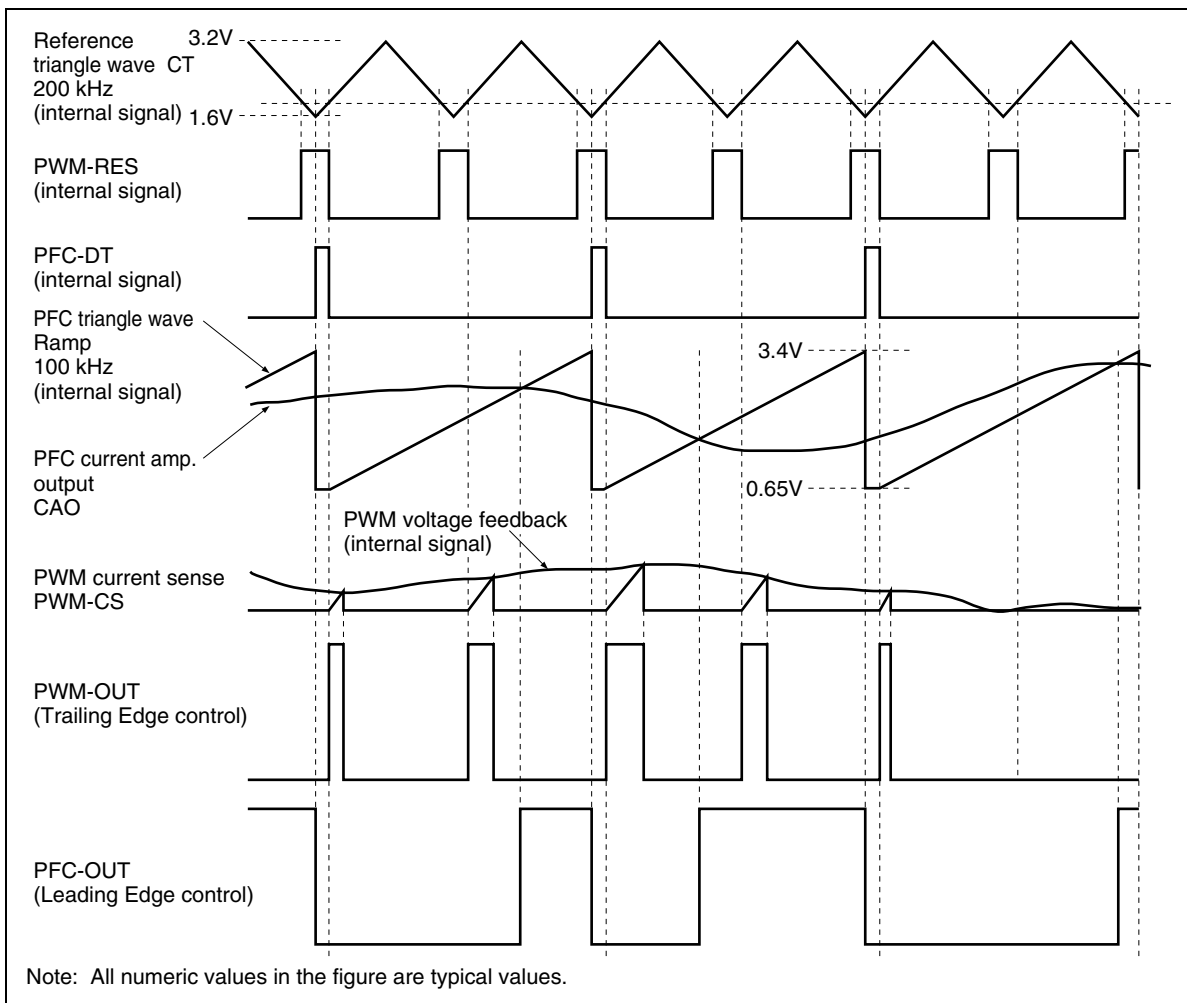 Reference
triangle wave CT
200 kHz
(internal signal)
3.2V
1.6V
PWM-RES
(internal signal)
PFC-DT
(internal signal)
PFC triangle wave
Ramp
100 kHz
(internal signal)
3.4V
PFC current amp.
output
CAO
0.65V
PWM voltage feedback
(internal signal)
PWM current sense
PWM-CS
PWM-OUT
(Trailing Edge control)
PFC-OUT
(Leading Edge control)
Note: All numeric values in the figure are typical values.